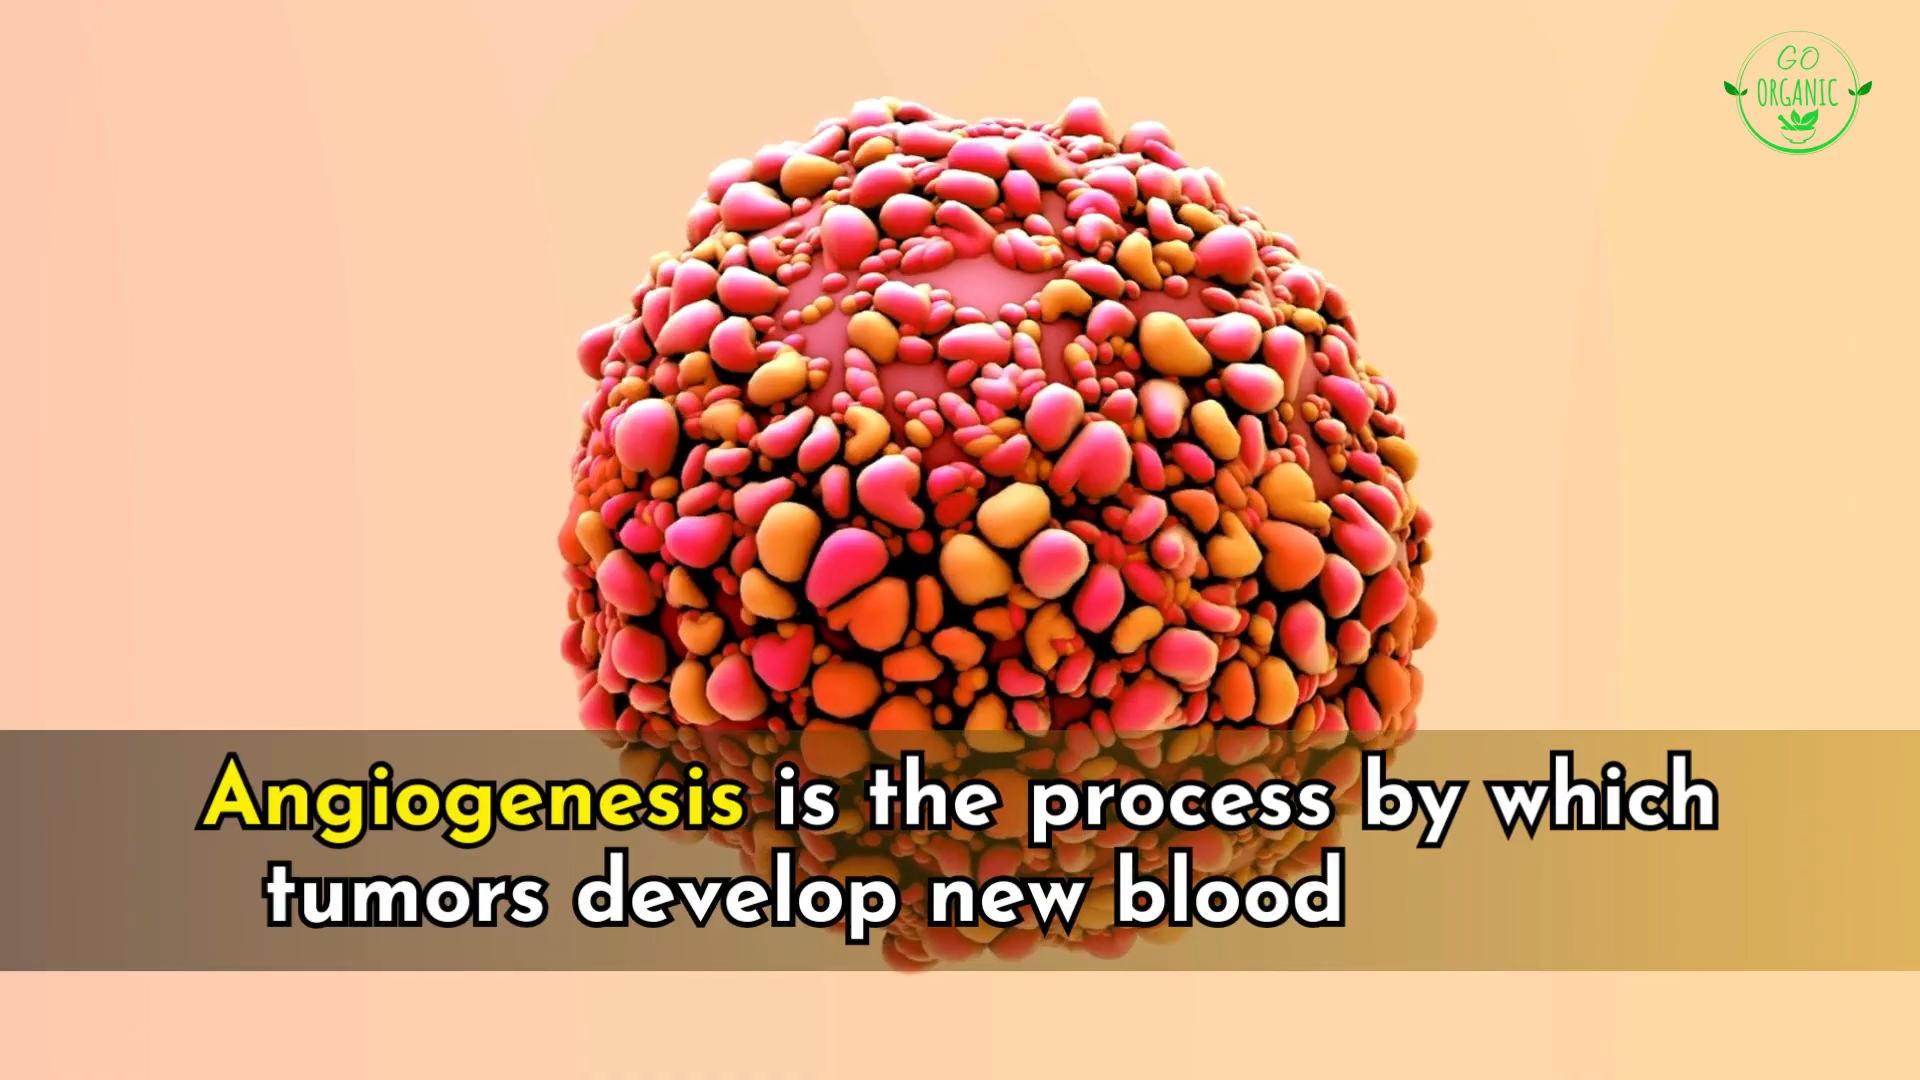 GO
ORGANIC
Angiogenesis is the process by which
tumors develop new blood